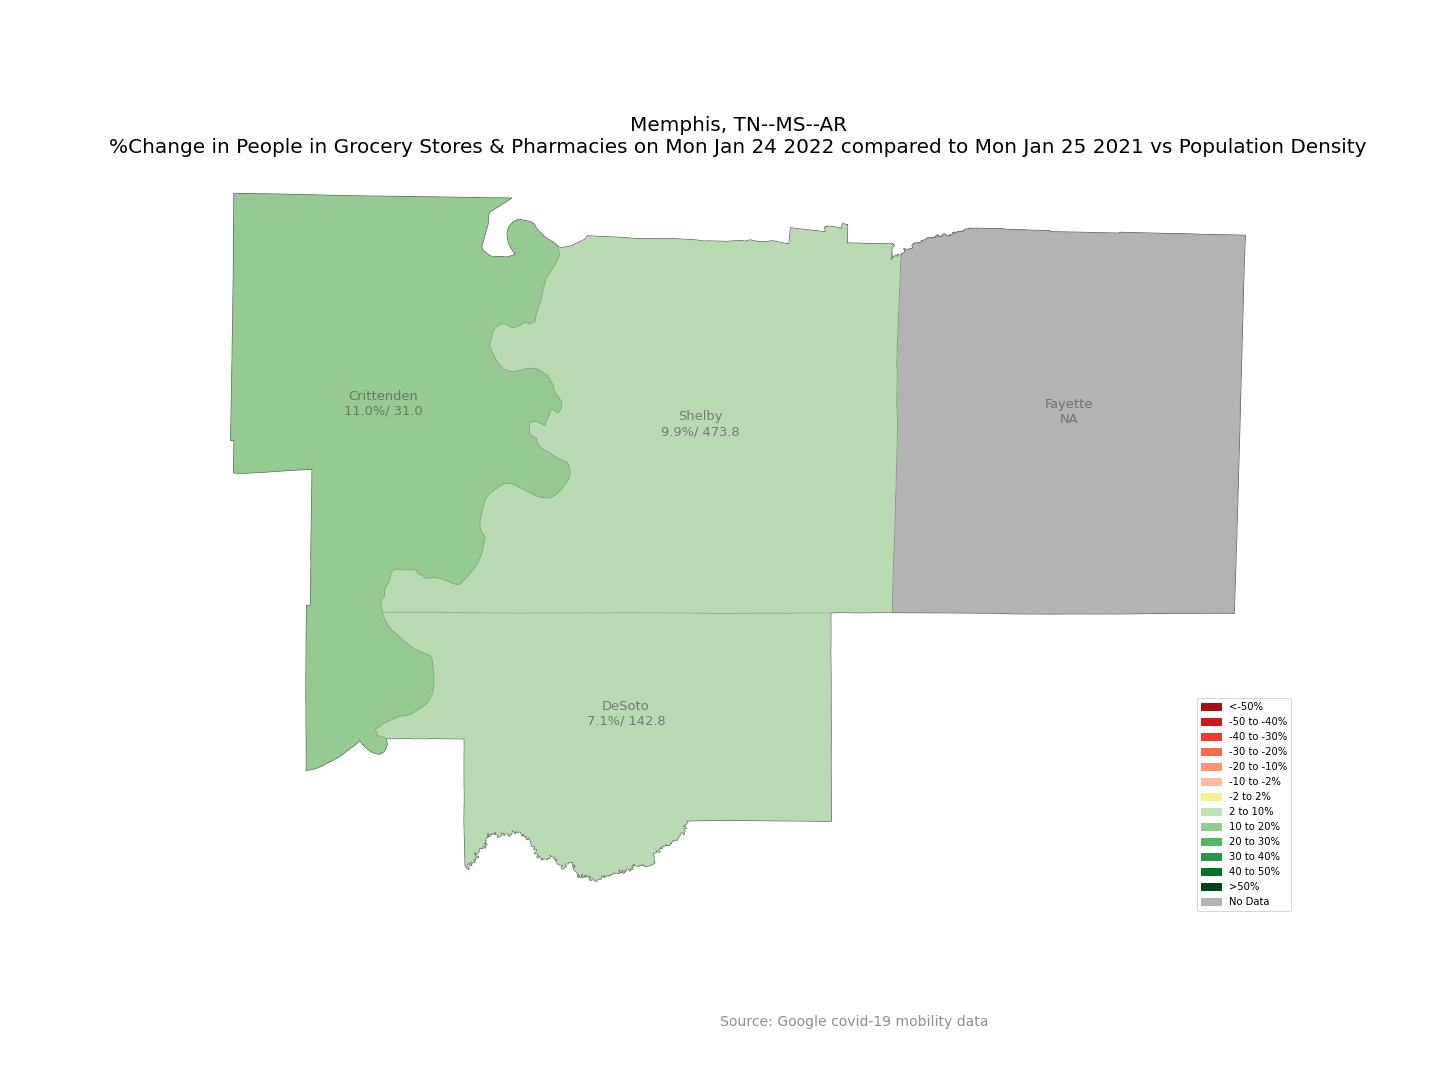 Memphis, TN--MS--AR
%Change in People in Grocery Stores & Pharmacies on Mon Jan 24 2022 compared to Mon Jan 25 2021 vs Population Density
Crittenden
11.0%/ 31.0
Shelby
9.9%/ 473.8
Fayette
NA
DeSoto
7.1%/ 142.8
<-50%
-50 to -40%
-40 to -30%
-30 to -20%
-20 to -10%
-10 to -2%
-2 to 2%
2 to 10%
10 to 20%
20 to 30%
30 to 40%
40 to 50%
>50%
No Data
Source: Google covid-19 mobility data